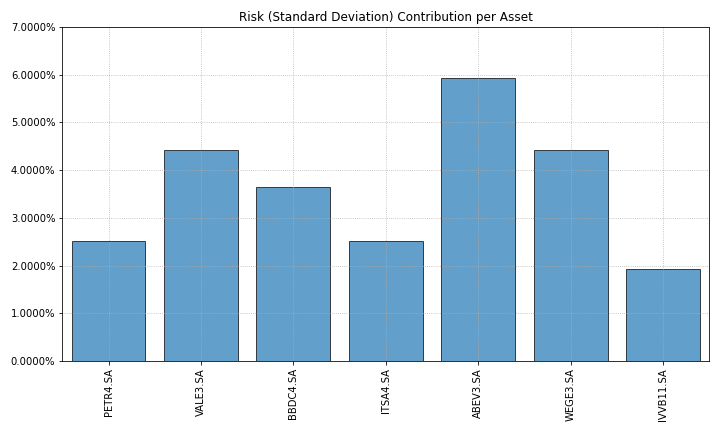 Risk (Standard Deviation) Contribution per Asset
7.0000%
6.0000%
5.0000%
4.0000%
3.0000%
2.0000%
1.0000%
0.0000%
PETR4.SA
VALE3.SA
BBDC4.SA
ITSA4.SA
ABEV3.SA
WEGE3.SA
IVVB11.SA